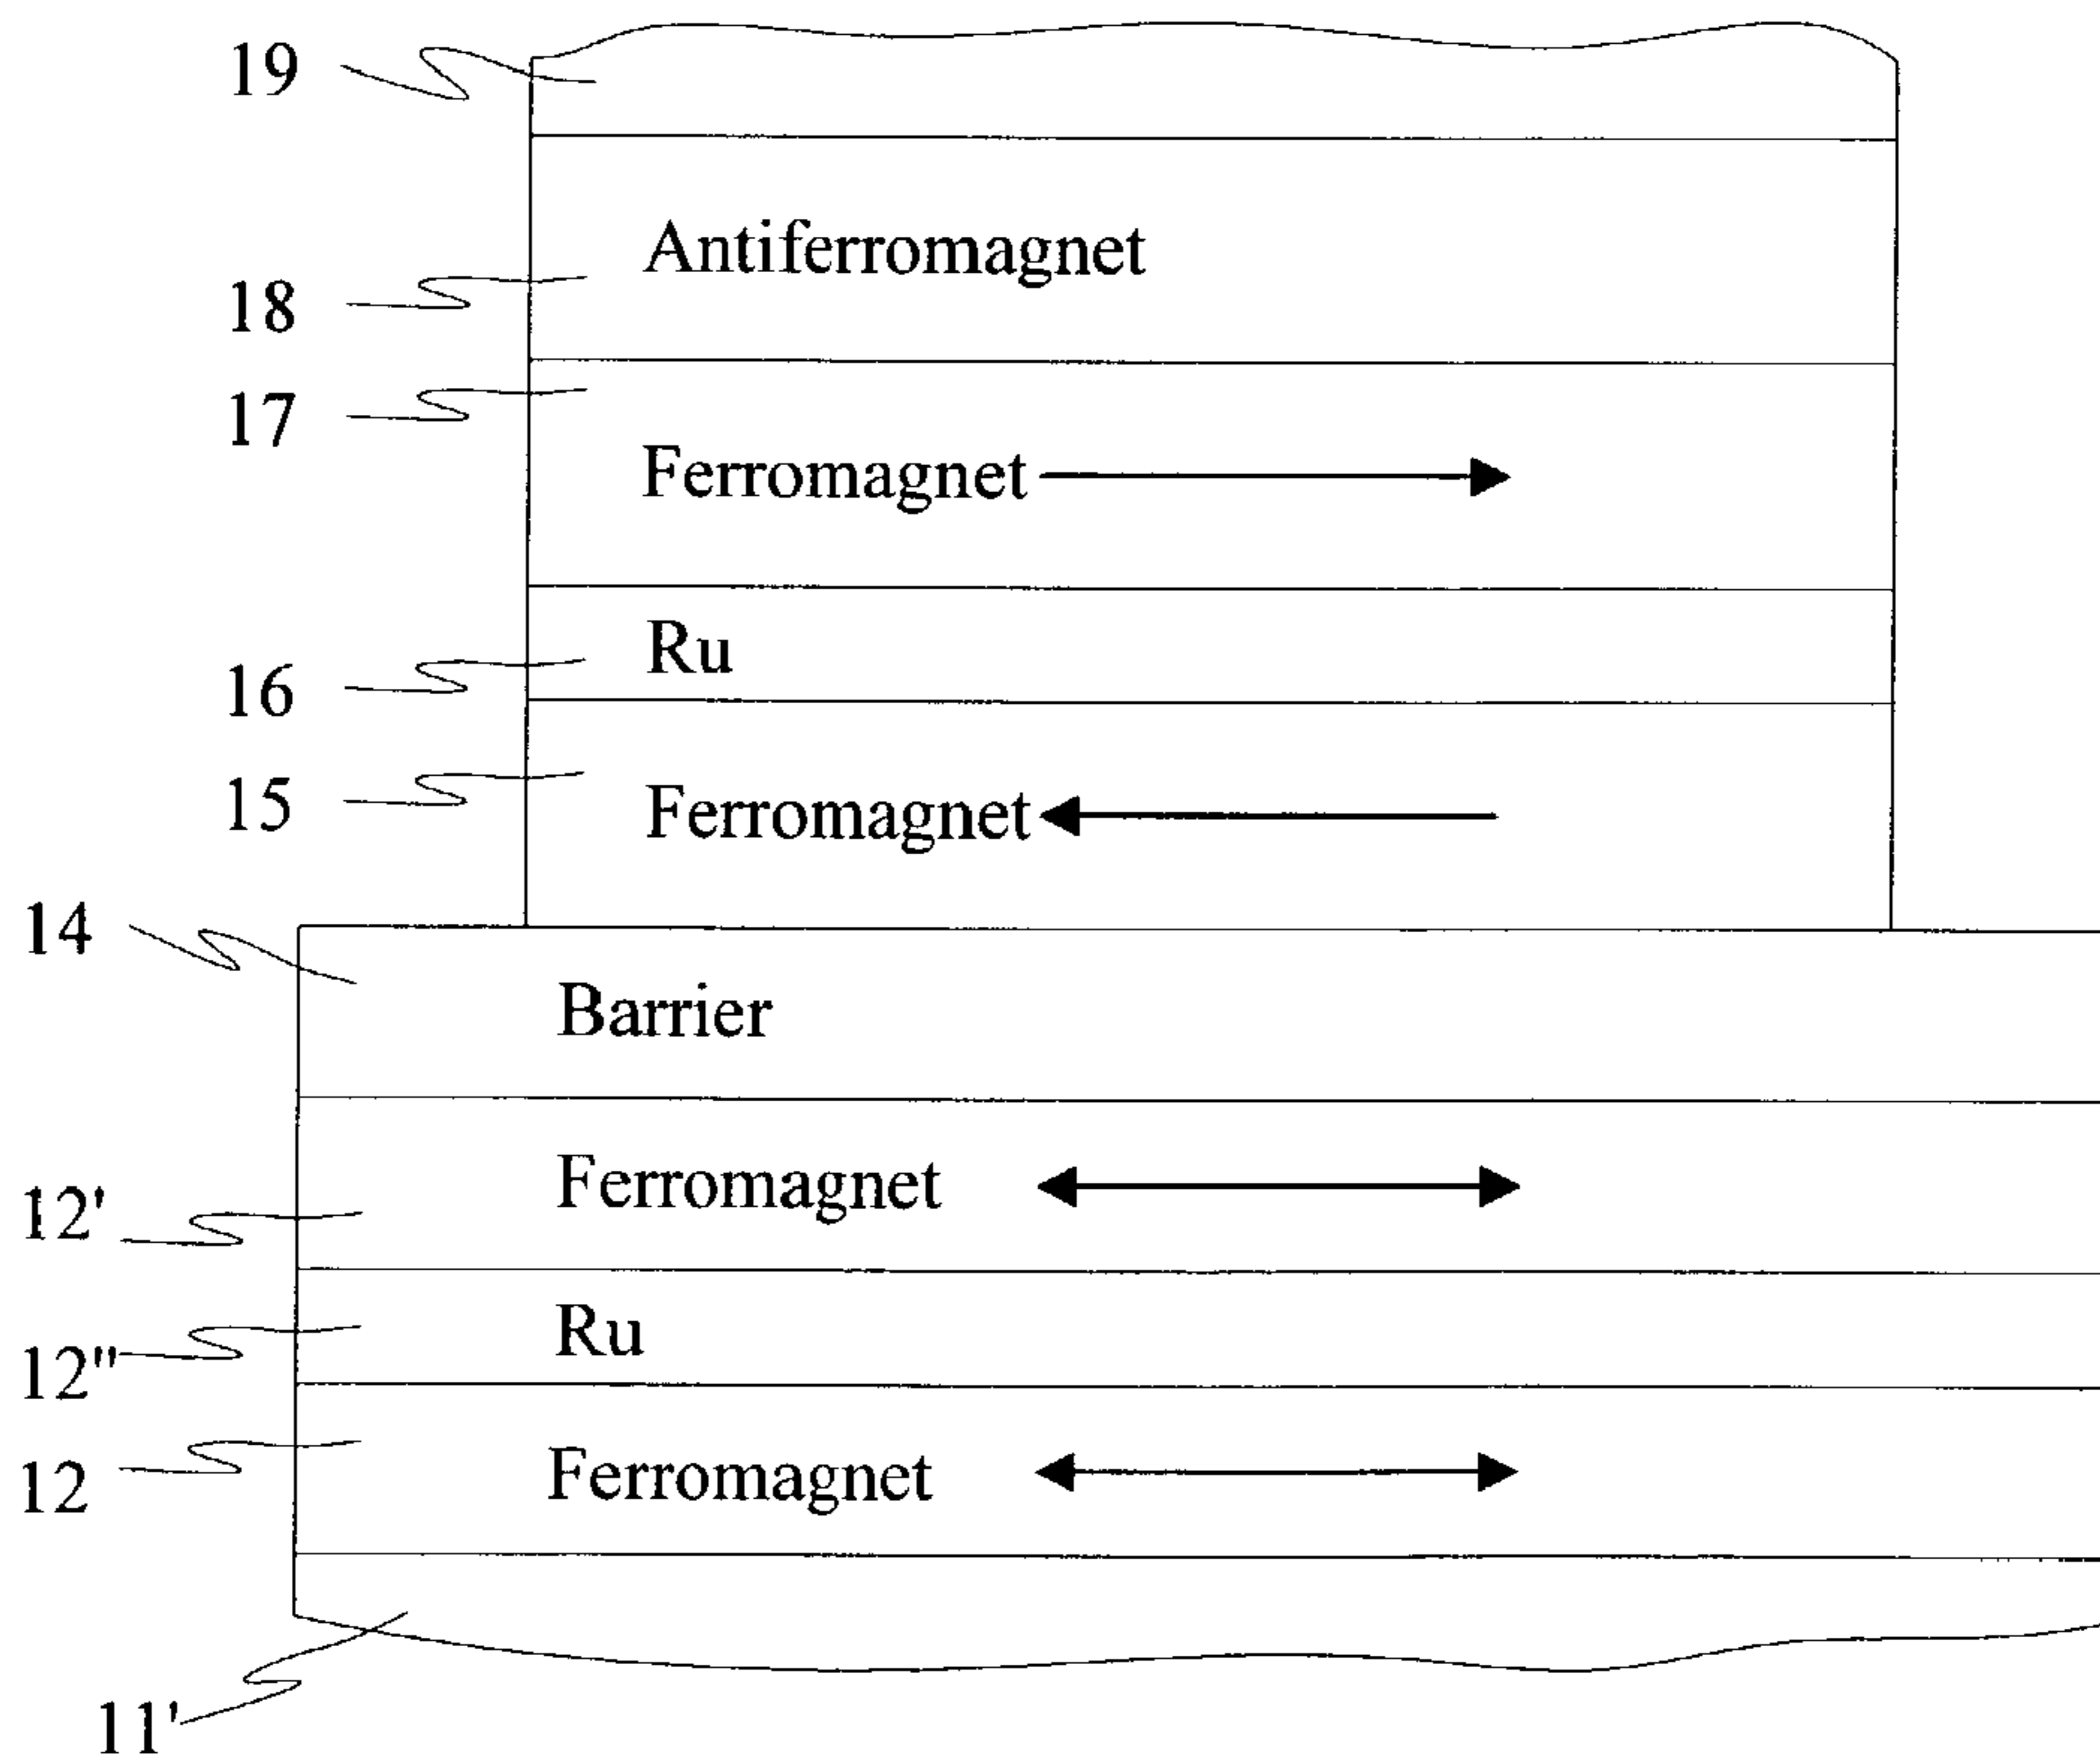 19
Antiferromagnet
18
17
Ferromagnet
Ru
16
15
Ferromagnet
14
Barrier
Ferromagnet
12'
Ru
12"
Ferromagnet
12
11'